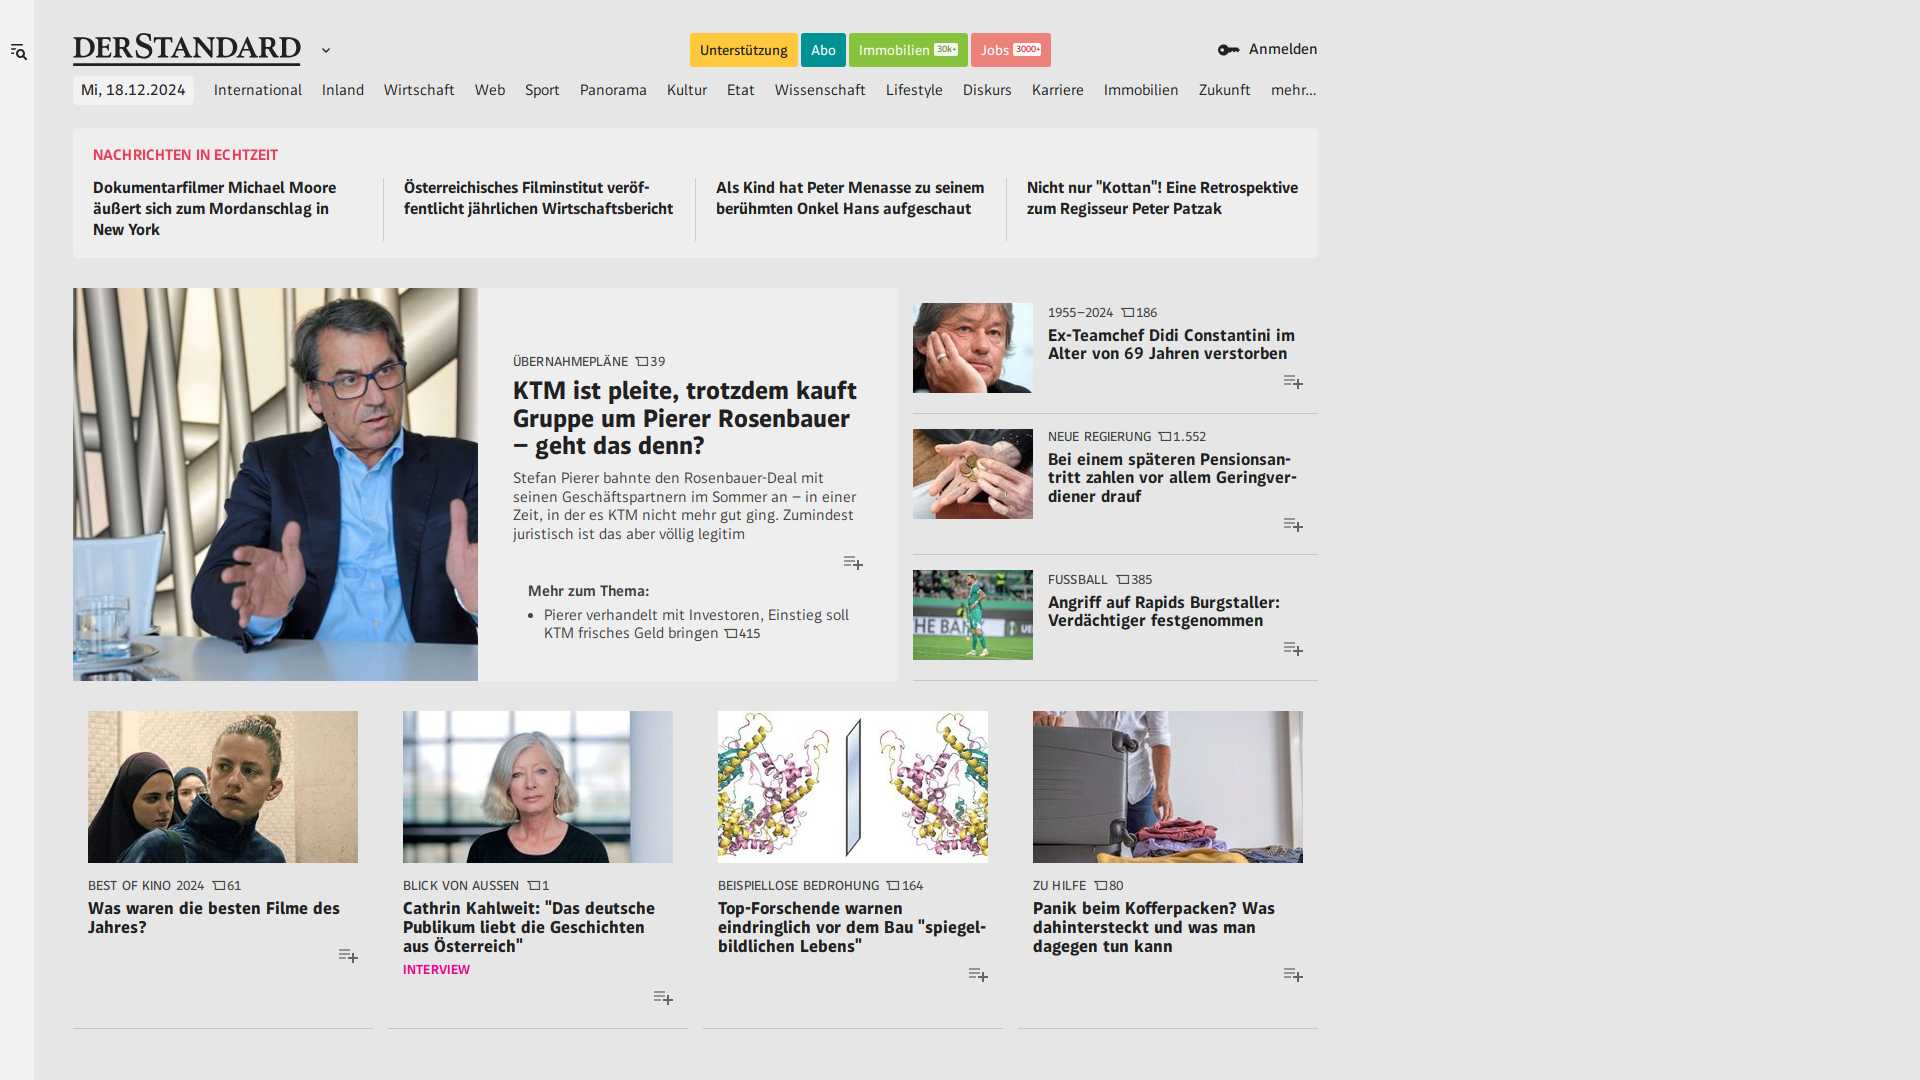 DERSTANDARD
Unterstützung
Abo
Immobilien 30k+
Jobs 3000+
Anmelden
Mi, 18.12.2024
International
Inland
Wirtschaft
Web
Sport
Panorama
Kultur
Etat
Wissenschaft
Lifestyle
Diskurs
Karriere
Immobilien
Zukunft
mehr...
NACHRICHTEN IN ECHTZEIT
Dokumentarfilmer Michael Moore
äußert sich zum Mordanschlag in
New York
Österreichisches Filminstitut veröf-
fentlicht jährlichen Wirtschaftsbericht
Als Kind hat Peter Menasse zu seinem
berühmten Onkel Hans aufgeschaut
Nicht nur "Kottan"! Eine Retrospektive
zum Regisseur Peter Patzak
ÜBERNAHMEPLÄNE 39
KTM ist pleite, trotzdem kauft
Gruppe um Pierer Rosenbauer
– geht das denn?
Stefan Pierer bahnte den Rosenbauer-Deal mit
seinen Geschäftspartnern im Sommer an – in einer
Zeit, in der es KTM nicht mehr gut ging. Zumindest
juristisch ist das aber völlig legitim
Mehr zum Thema:
• Pierer verhandelt mit Investoren, Einstieg soll
KTM frisches Geld bringen 415
1955–2024 186
Ex-Teamchef Didi Constantini im
Alter von 69 Jahren verstorben
NEUE REGIERUNG 1.552
Bei einem späteren Pensionsan-
tritt zahlen vor allem Geringver-
diener drauf
THE BAN
FUSSBALL 385
Angriff auf Rapids Burgstaller:
Verdächtiger festgenommen
BEST OF KINO 2024 61
Was waren die besten Filme des
Jahres?
BLICK VON AUSSEN 1
Cathrin Kahlweit: "Das deutsche
Publikum liebt die Geschichten
aus Österreich"
INTERVIEW
BEISPIELLOSE BEDROHUNG 164
Top-Forschende warnen
eindringlich vor dem Bau "spiegel-
bildlichen Lebens"
ZU HILFE 80
Panik beim Kofferpacken? Was
dahintersteckt und was man
dagegen tun kann